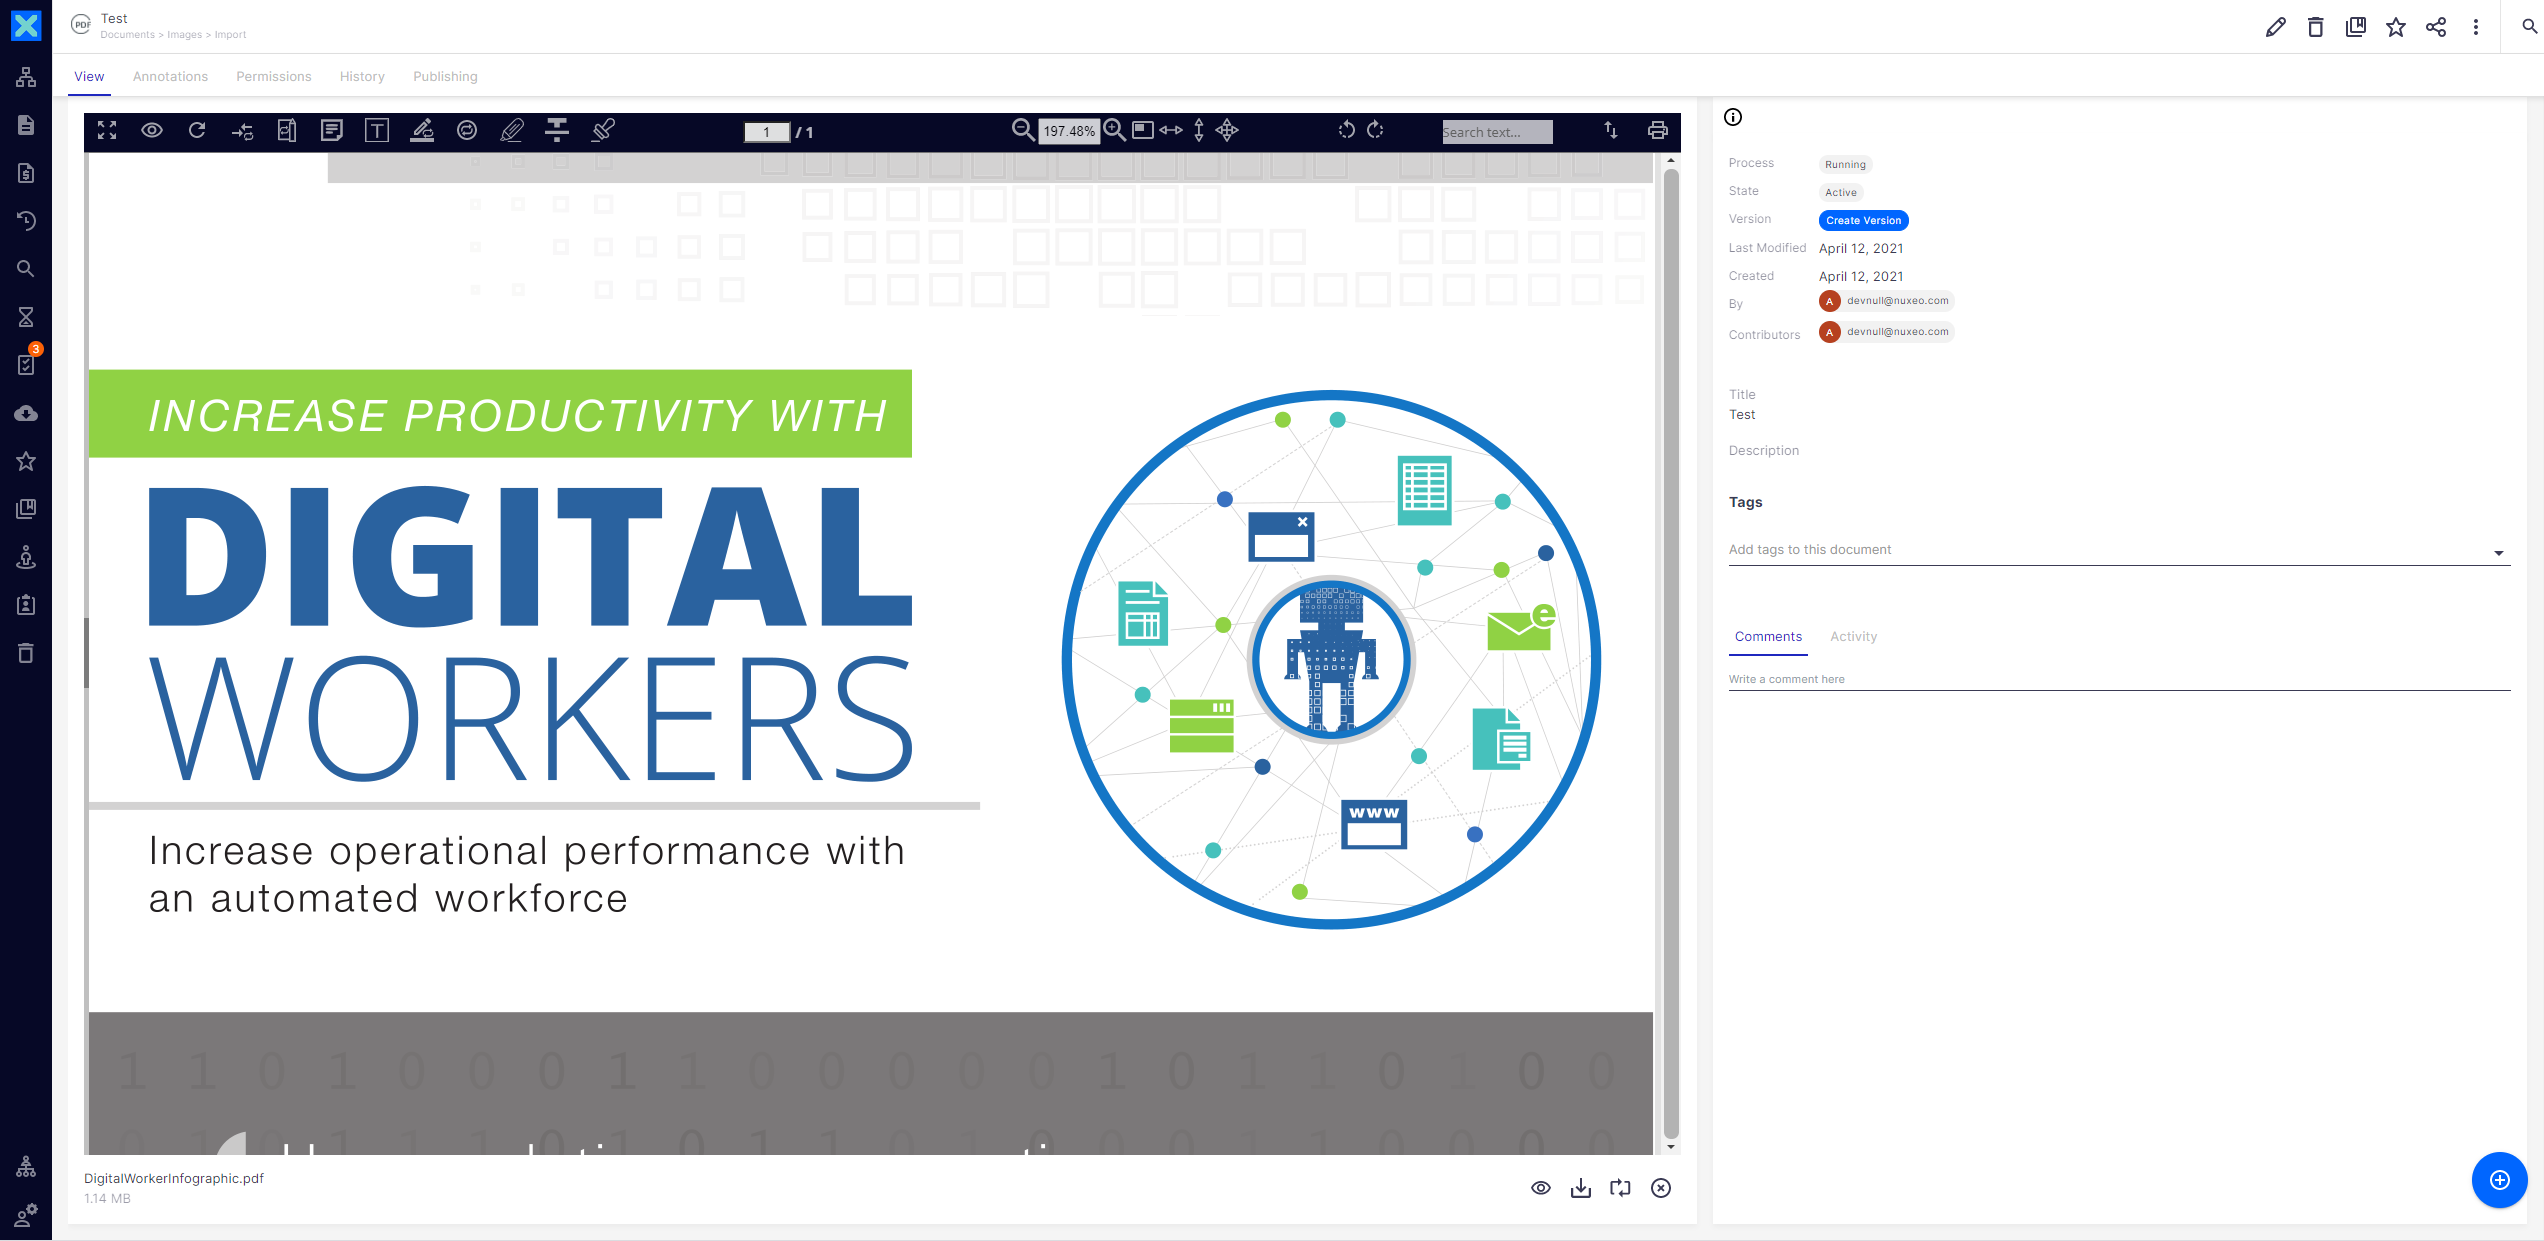 PDF
Test
Documents > Images > Import
View
Annotations
Permissions
History
Publishing
3
T
1 / 1
197.48%
Search text...
INCREASE PRODUCTIVITY WITH
DIGITAL
WORKERS
Increase operational performance with
an automated workforce
e
www
1 1 0 1 0 0 0 1 1 0 0 0 0 0 1 0 1 1 0 1 0 0
DigitalWorkerInfographic.pdf
1.14 MB
Process Running
State Active
Version Create Version
Last Modified April 12, 2021
Created April 12, 2021
By A devnull@nuxeo.com
Contributors A devnull@nuxeo.com
Title
Test
Description
Tags
Add tags to this document
Comments
Activity
Write a comment here